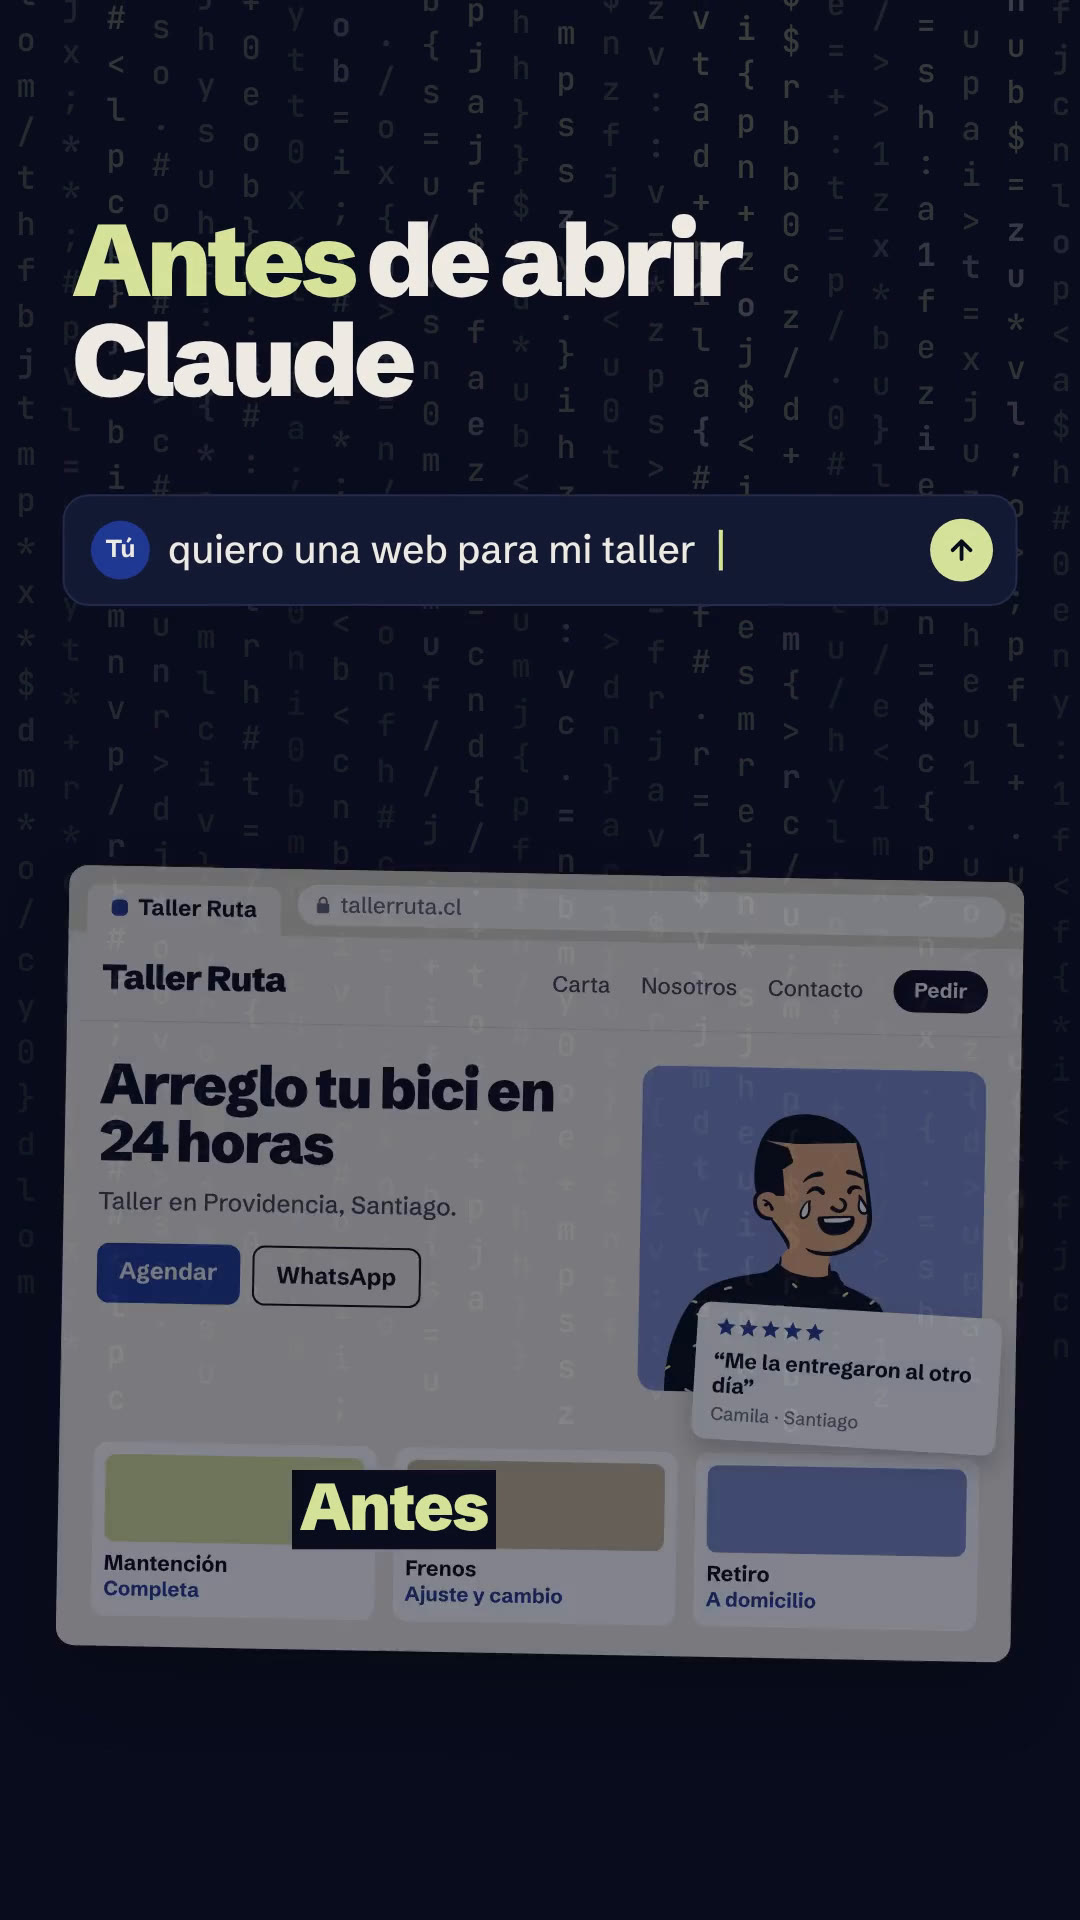 Antes de abrir
Claude
Tú quiero una web para mi taller
Taller Ruta
tallerruta.cl
Taller Ruta
Carta Nosotros Contacto Pedir
Arreglo tu bici en
24 horas
Taller en Providencia, Santiago.
Agendar WhatsApp
“Me la entregaron al otro
día”
Camila · Santiago
Antes
Mantención
Completa
Frenos
Ajuste y cambio
Retiro
A domicilio